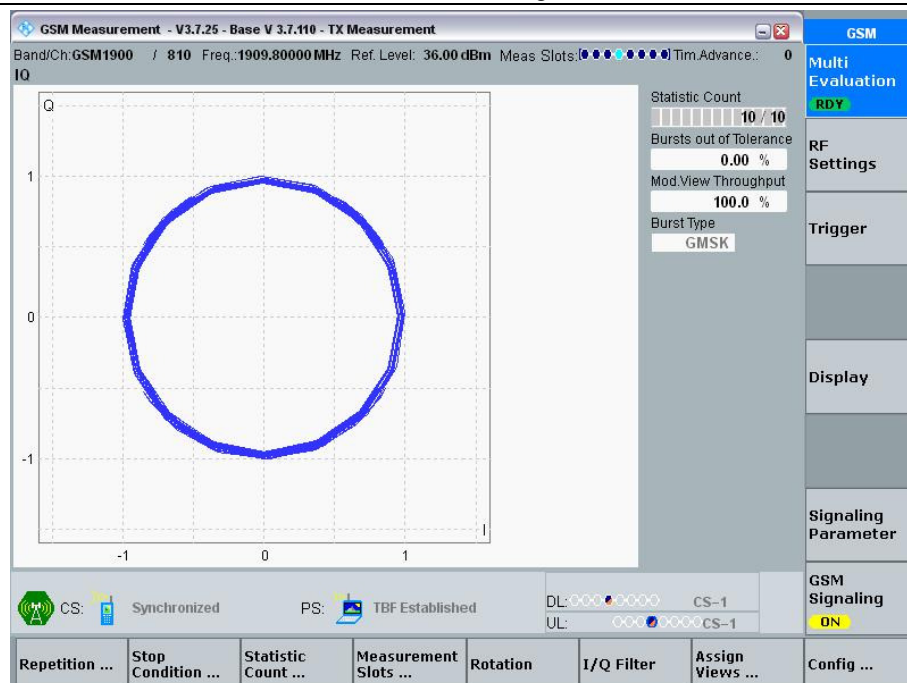 GSM Measurement - V3.7.25 - Base V 3.7.110 - TX Measurement
GSM
Band/Ch:GSM1900 / 810 Freq.:1909.80000 MHz Ref. Level: 36.00 dBm Meas Slots: Tim.Advance.: 0
IQ
Multi
Evaluation
RDY
Q
1
0
-1
-1 0 1
I
Statistic Count
10 / 10
Bursts out of Tolerance
0.00 %
Mod.View Throughput
100.0 %
Burst Type
GMSK
RF
Settings
Trigger
Display
Signaling
Parameter
GSM
Signaling
ON
CS: Synchronized PS: TBF Establishe
DL: CS-1
UL: CS-1
Repetition ...
Stop
Condition ...
Statistic
Count ...
Measurement
Slots ...
Rotation
I/Q Filter
Assign
Views ...
Config ...